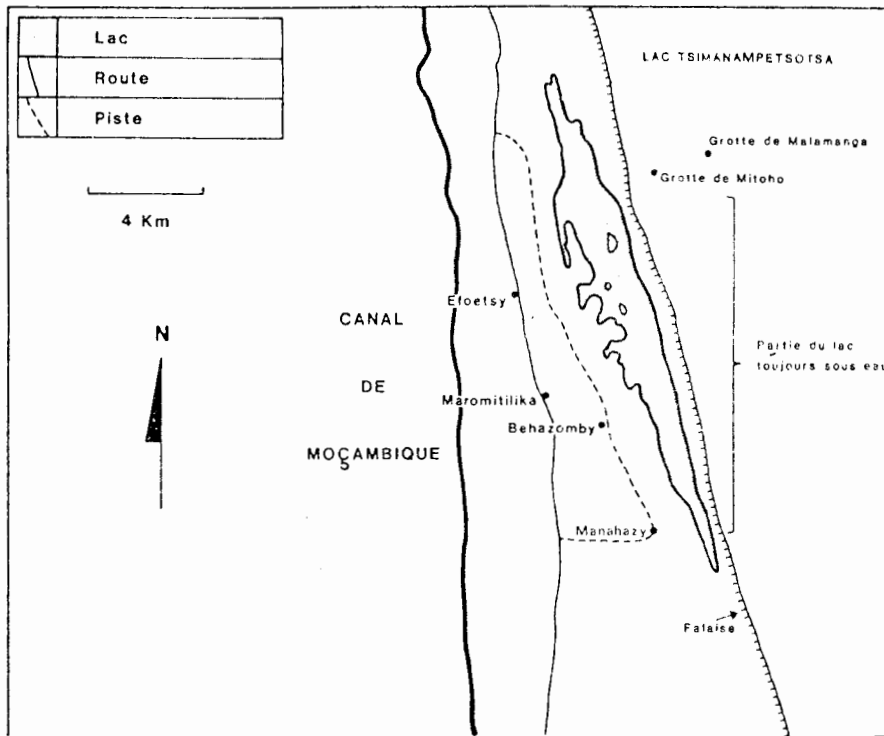 Lac
Route
Piste
4 Km
N
LAC TSIMANAMPETSOTSA
Grotte de Malamanga
Grotte de Mitoho
Efoetsy
CANAL
DE
MOÇAMBIQUE
Maromitilika
Behazomby
Partie du lac
toujours sous eau
Manahazy
Falaise